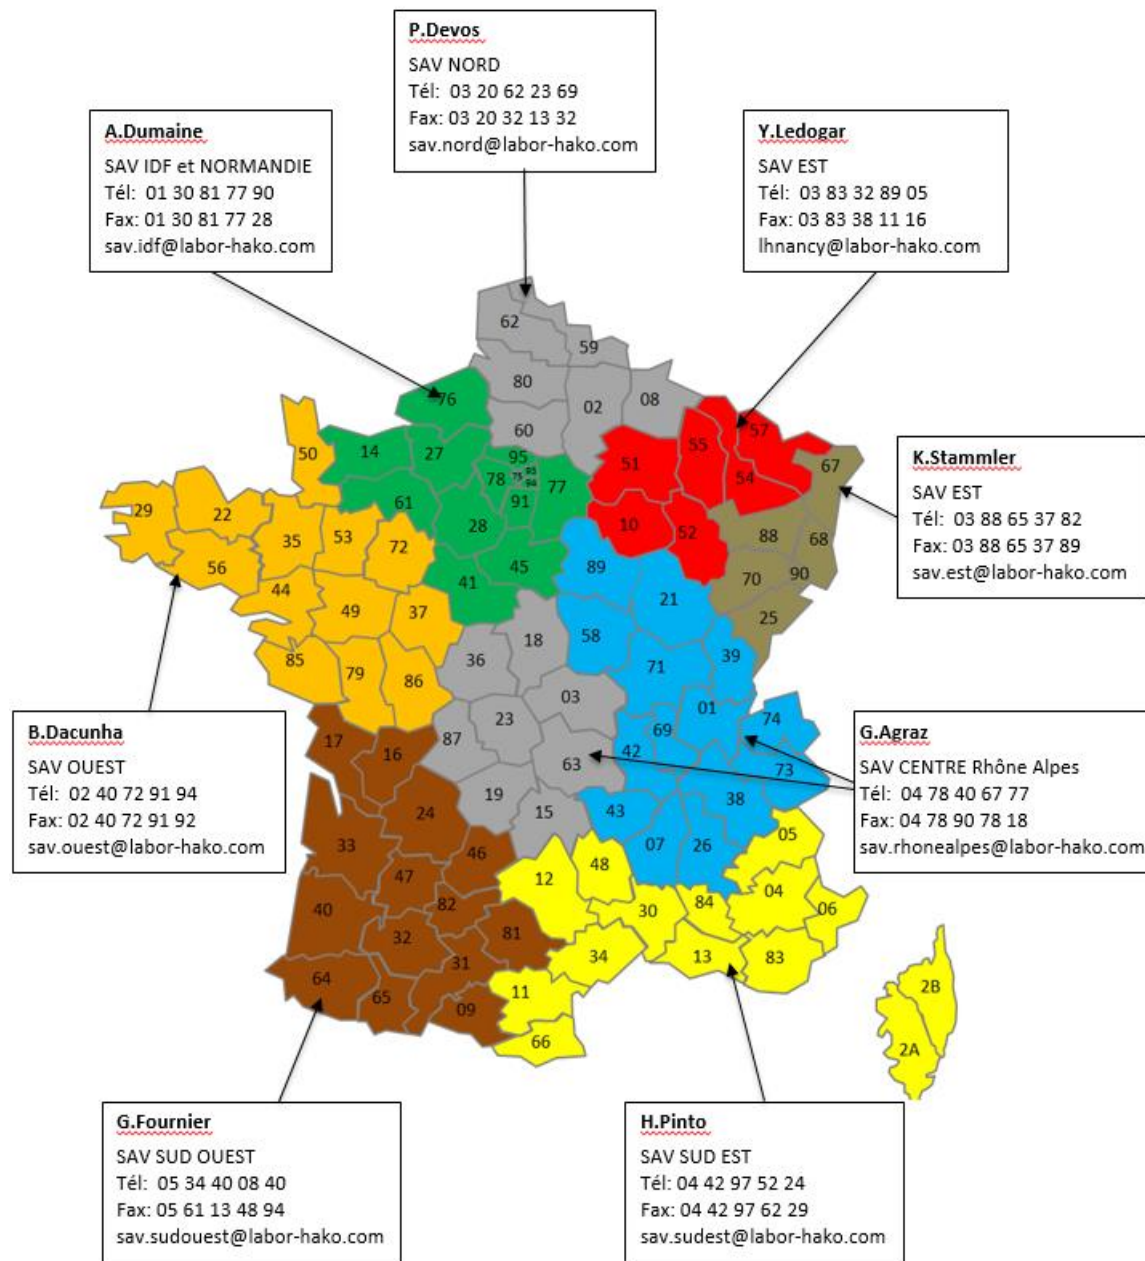 P.Devos
SAV NORD
Tél: 03 20 62 23 69
Fax: 03 20 32 13 32
sav.nord@labor-hako.com
A.Dumaine
SAV IDF et NORMANDIE
Tél: 01 30 81 77 90
Fax: 01 30 81 77 28
sav.idf@labor-hako.com
Y.Ledogar
SAV EST
Tél: 03 83 32 89 05
Fax: 03 83 38 11 16
lhnancy@labor-hako.com
K.Stammler
SAV EST
Tél: 03 88 65 37 82
Fax: 03 88 65 37 89
sav.est@labor-hako.com
62
59
80
02
08
60
76
14
27
95
78
75
93
94
77
91
61
28
45
41
50
29
22
35
53
72
56
44
49
37
85
79
86
51
55
57
54
10
52
67
88
68
70
90
25
89
21
58
71
39
18
36
03
23
87
63
19
15
01
74
69
42
73
38
43
07
26
17
16
24
33
46
47
40
82
32
81
31
64
65
09
05
04
06
48
12
30
84
34
13
83
11
66
2B
2A
B.Dacunha
SAV OUEST
Tél: 02 40 72 91 94
Fax: 02 40 72 91 92
sav.ouest@labor-hako.com
G.Agraz
SAV CENTRE Rhône Alpes
Tél: 04 78 40 67 77
Fax: 04 78 90 78 18
sav.rhonealpes@labor-hako.com
G.Fournier
SAV SUD OUEST
Tél: 05 34 40 08 40
Fax: 05 61 13 48 94
sav.sudouest@labor-hako.com
H.Pinto
SAV SUD EST
Tél: 04 42 97 52 24
Fax: 04 42 97 62 29
sav.sudest@labor-hako.com